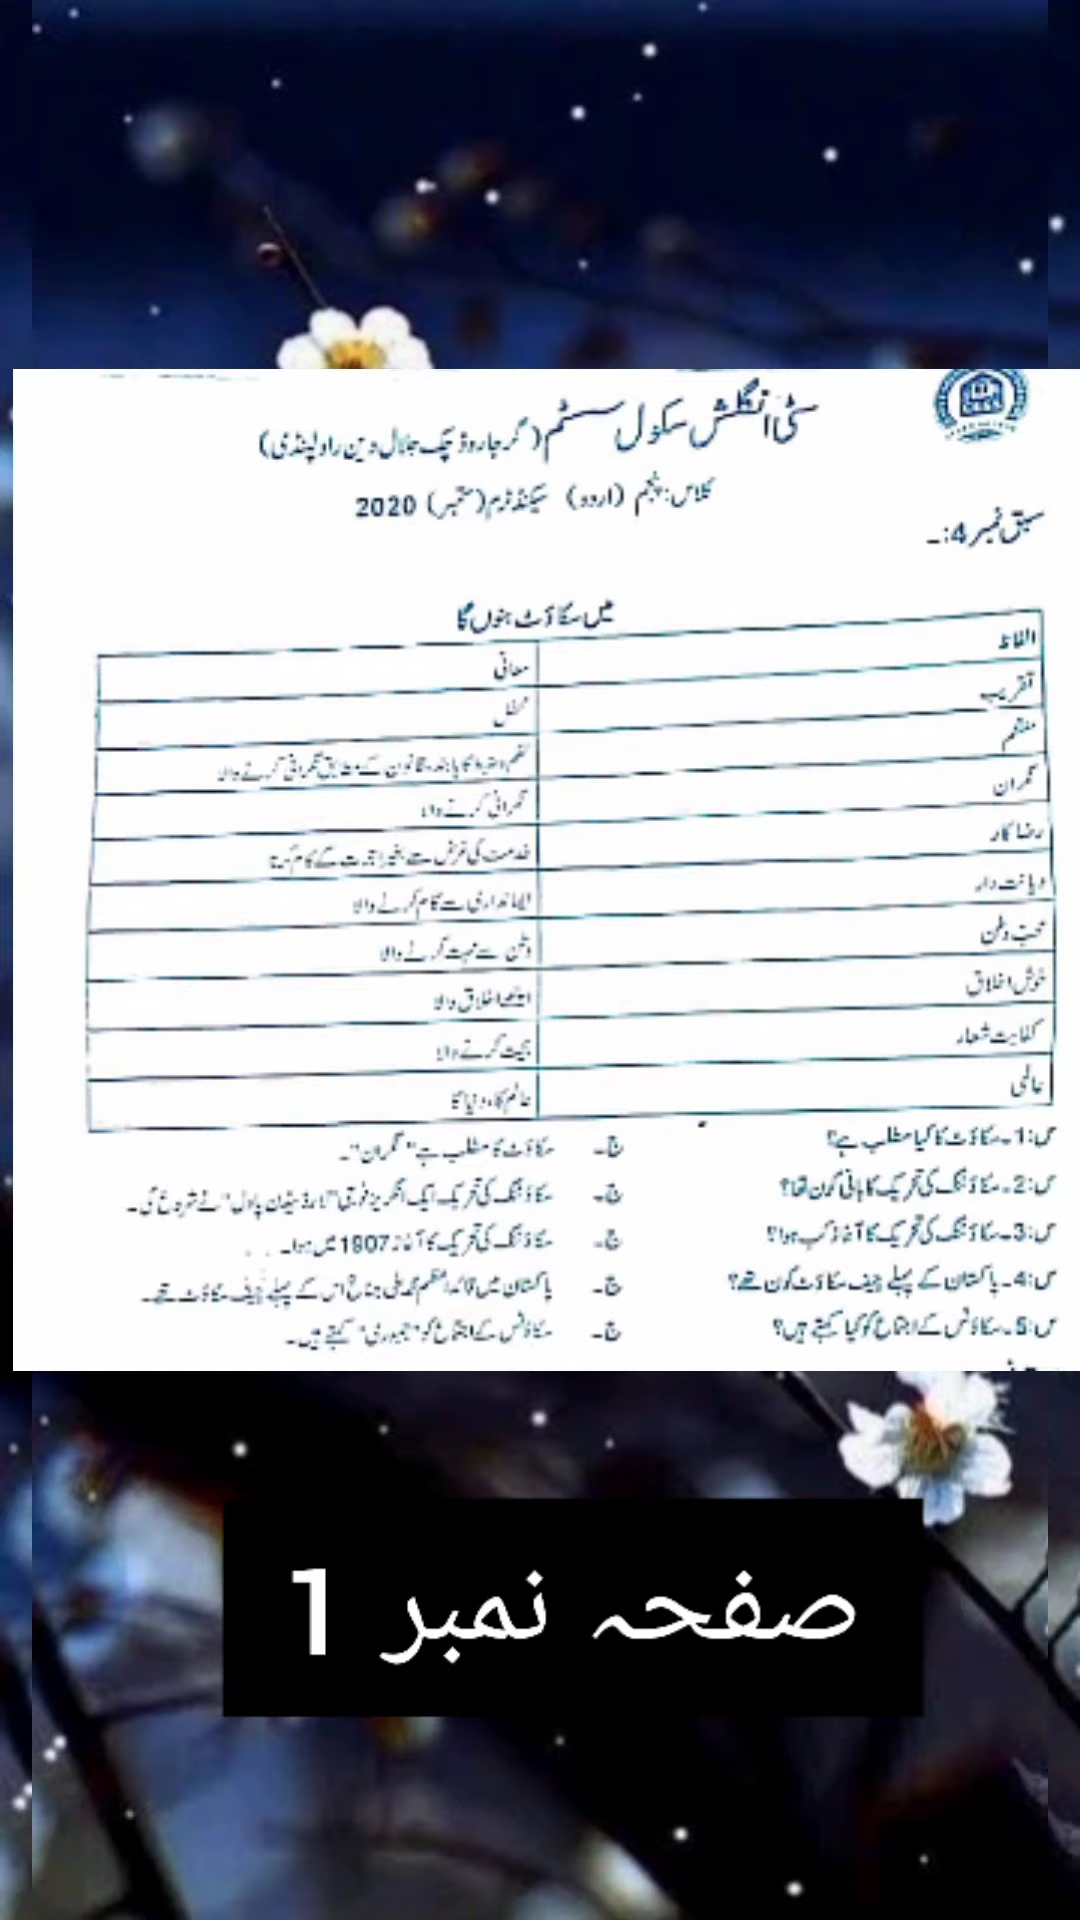 سٹی انگلش سکول سسٹم (گرجا روڈ چک جلال دین راولپنڈی)
کلاس: پنجم (اردو) سیکنڈ ٹرم (ستمبر) 2020
سبق نمبر 4:۔
میں سکاؤٹ بنوں گا
الفاظ معانی
تقریب محفل
منتظم نظم و ضبط کا پابند، قانون کے مطابق نگرانی کرنے والا
نگران نگرانی کرنے والا
رضا کار خدمت کی غرض سے بغیر اجرت کے کام کرنا
دیانت دار ایمانداری سے کام کرنے والا
محبّ وطن وطن سے محبت کرنے والا
خوش اخلاق اچھے اخلاق والا
کفایت شعار بچت کرنے والا
عالمی عالم کا، دنیا کا
س:1۔ سکاؤٹ کا کیا مطلب ہے؟ ج۔ سکاؤٹ کا مطلب ہے "نگران"۔
س:2۔ سکاؤٹنگ کی تحریک کا بانی کون تھا؟ ج۔ سکاؤٹنگ کی تحریک ایک انگریز فوجی "لارڈ بیڈن پاول" نے شروع کی۔
س:3۔ سکاؤٹنگ کی تحریک کا آغاز کب ہوا؟ ج۔ سکاؤٹنگ کی تحریک کا آغاز 1907 میں ہوا۔
س:4۔ پاکستان کے پہلے چیف سکاؤٹ کون تھے؟ ج۔ پاکستان میں قائداعظم محمد علی جناح اس کے پہلے چیف سکاؤٹ تھے۔
س:5۔ سکاؤٹس کے اجتماع کو کیا کہتے ہیں؟ ج۔ سکاؤٹس کے اجتماع کو "جمبوری" کہتے ہیں۔
صفحہ نمبر 1